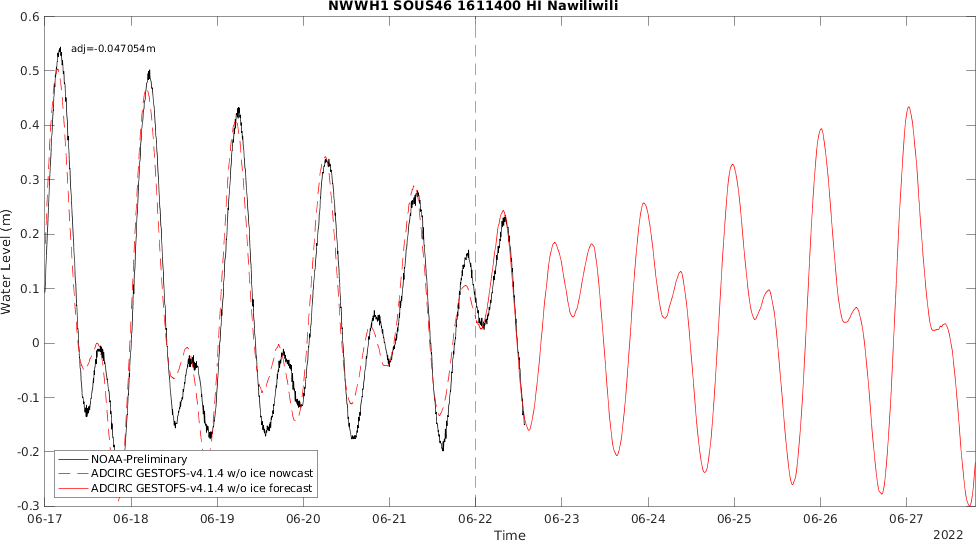 NWWH1 SOUS46 1611400 HI Nawiliwili
0.6
0.5
0.4
0.3
0.2
0.1
0
-0.1
-0.2
-0.3
Water Level (m)
adj=-0.047054m
NOAA-Preliminary
ADCIRC GESTOFS-v4.1.4 w/o ice nowcast
ADCIRC GESTOFS-v4.1.4 w/o ice forecast
06-17 06-18 06-19 06-20 06-21 06-22 06-23 06-24 06-25 06-26 06-27
Time
2022